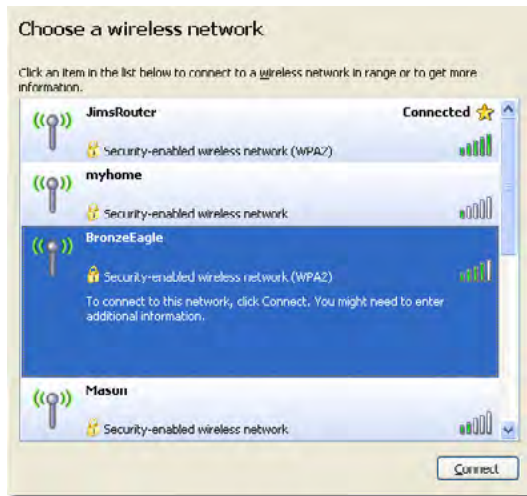 Choose a wireless network
Click an item in the list below to connect to a wireless network in range or to get more
information.
JimsRouter Connected
Security-enabled wireless network (WPA2)
myhome
Security-enabled wireless network
BronzeEagle
Security-enabled wireless network (WPA2)
To connect to this network, click Connect. You might need to enter
additional information.
Mason
Security-enabled wireless network
Connect